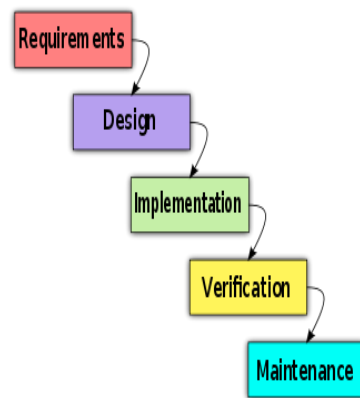 Requirements
Design
Implementation
Verification
Maintenance